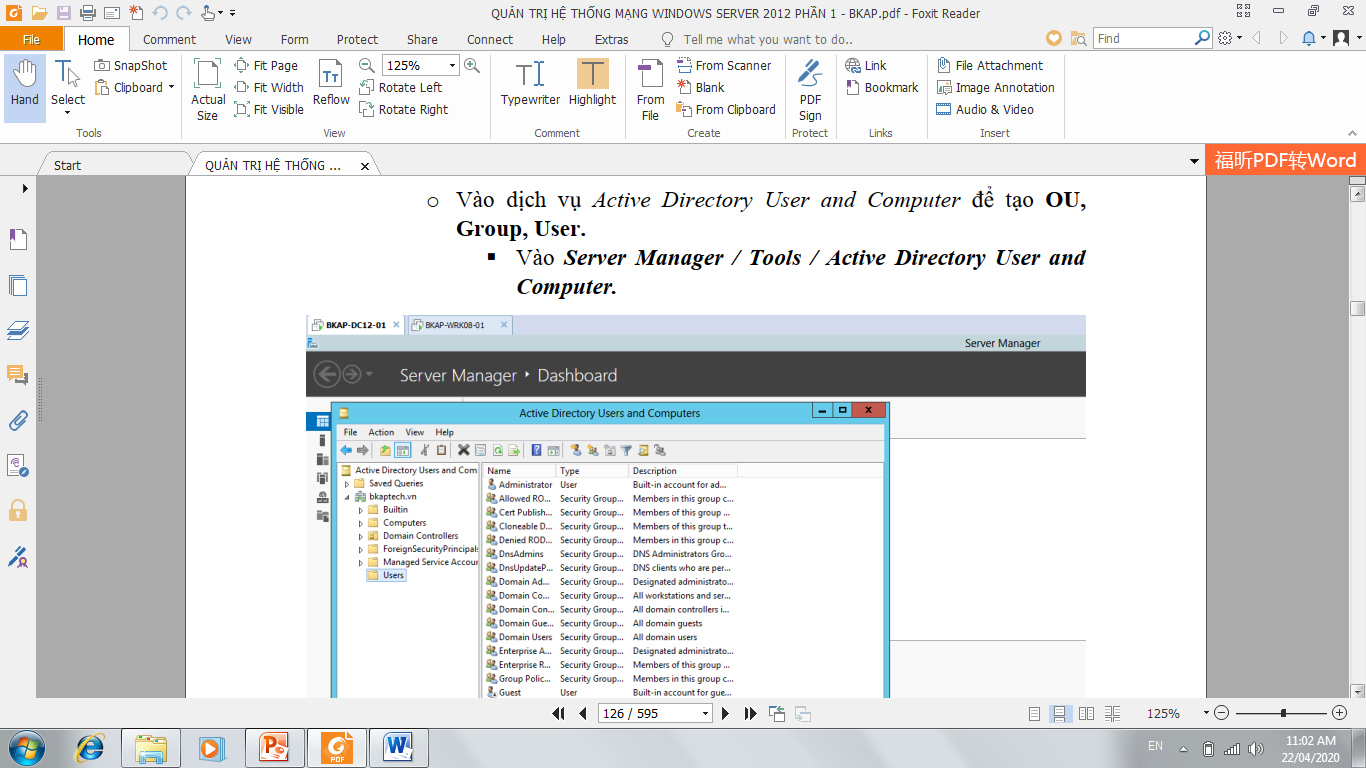 QUẢN TRỊ HỆ THỐNG MẠNG WINDOWS SERVER 2012 PHẦN 1 - BKAP.pdf - Foxit Reader
File Home Comment View Form Protect Share Connect Help Extras Tell me what you want to do.. Find
Hand
Select
SnapShot
Clipboard
Tools
Actual Size
Fit Page
Fit Width
Fit Visible
Reflow
125%
Rotate Left
Rotate Right
View
Typewriter
Highlight
Comment
From File
From Scanner
Blank
From Clipboard
Create
PDF Sign
Protect
Link
Bookmark
Links
File Attachment
Image Annotation
Audio & Video
Insert
Start
QUẢN TRỊ HỆ THỐNG ...
福昕PDF转Word
o Vào dịch vụ Active Directory User and Computer để tạo OU,
Group, User.
▪ Vào Server Manager / Tools / Active Directory User and
Computer.
BKAP-DC12-01 BKAP-WRK08-01
Server Manager
Server Manager ‣ Dashboard
Active Directory Users and Computers
File Action View Help
Active Directory Users and Com
Saved Queries
bkaptech.vn
Builtin
Computers
Domain Controllers
ForeignSecurityPrincipals
Managed Service Accour
Users
Name Type Description
Administrator User Built-in account for ad...
Allowed RO... Security Group... Members in this group c...
Cert Publish... Security Group... Members of this group ...
Cloneable D... Security Group... Members of this group t...
Denied ROD... Security Group... Members in this group c...
DnsAdmins Security Group... DNS Administrators Gro...
DnsUpdateP... Security Group... DNS clients who are per...
Domain Ad... Security Group... Designated administrato...
Domain Co... Security Group... All workstations and ser...
Domain Con... Security Group... All domain controllers i...
Domain Gue... Security Group... All domain guests
Domain Users Security Group... All domain users
Enterprise A... Security Group... Designated administrato...
Enterprise R... Security Group... Members of this group ...
Group Polic... Security Group... Members in this group c...
Guest User Built-in account for gue...
126 / 595
125%
PDF
EN
11:02 AM
22/04/2020